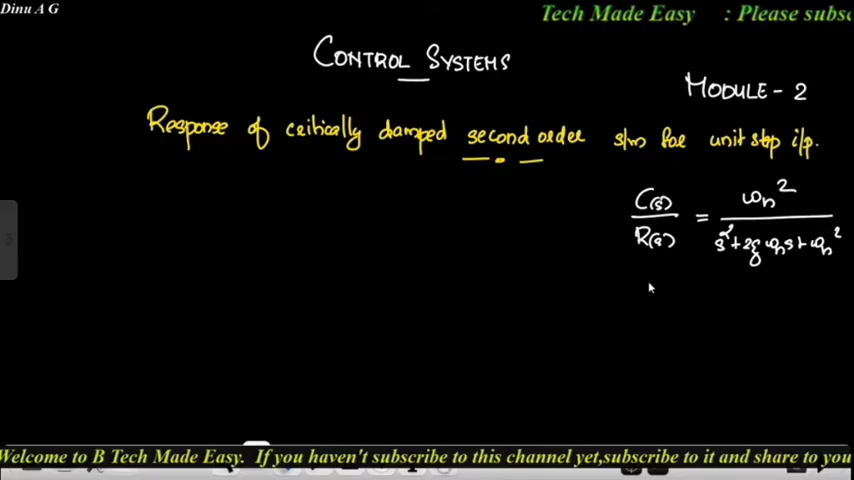 Dinu A G
Tech Made Easy : Please subsc
CONTROL SYSTEMS
MODULE - 2
Response of critically damped second order s/m for unit step i/p.
C(s)/R(s) = ωn²/(s²+2ξωns+ωn²)
Welcome to B Tech Made Easy. If you haven't subscribe to this channel yet,subscribe to it and share to you